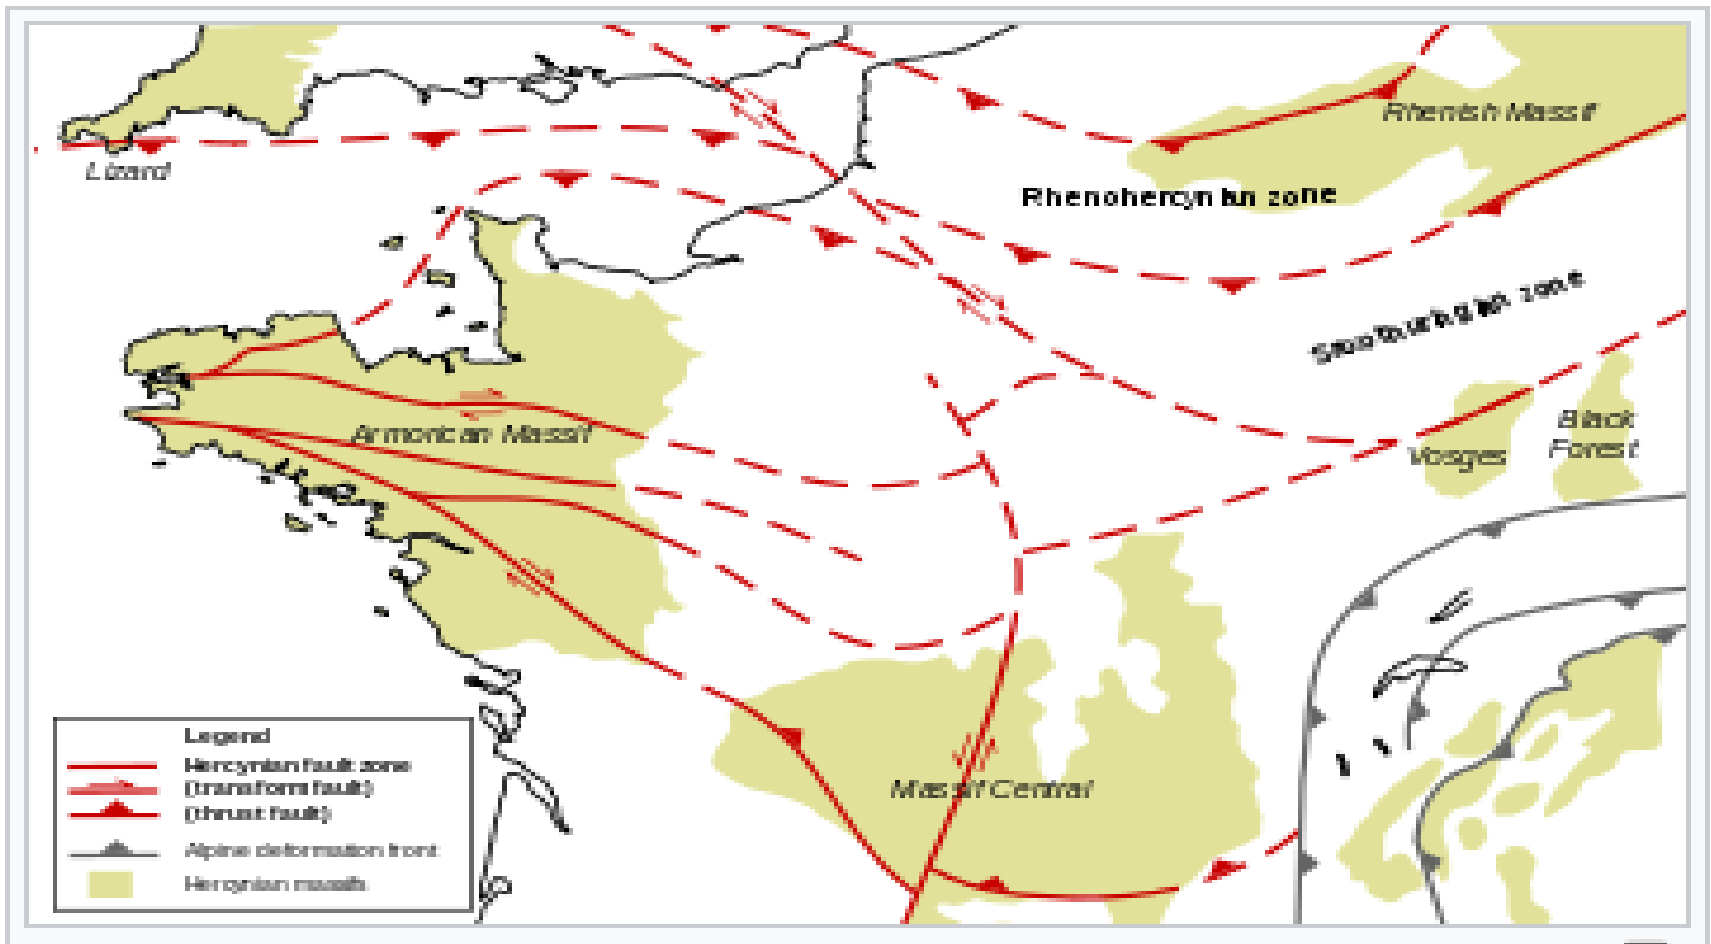 Rhenish Massif
Lizard
Rhenohercynian zone
zone
Armorican Massif
Black
Forest
Vosges
Massif Central
Legend
Hercynian fault zone
(transform fault)
(thrust fault)
Alpine deformation front
Hercynian massifs